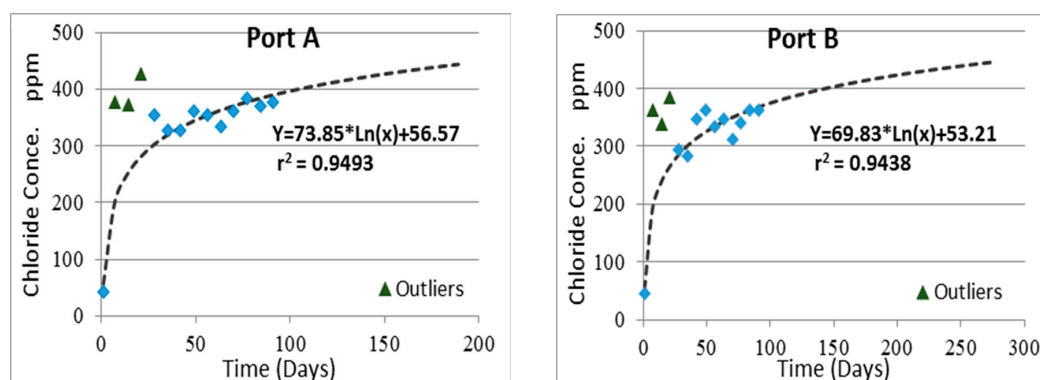 Port A
500
400
300
200
100
0
Chloride Conce. ppm
Y=73.85*Ln(x)+56.57
r² = 0.9493
Outliers
0 50 100 150 200
Time (Days)
Port B
500
400
300
200
100
0
Chloride Conce. ppm
Y=69.83*Ln(x)+53.21
r² = 0.9438
Outliers
0 50 100 150 200 250 300
Time (Days)